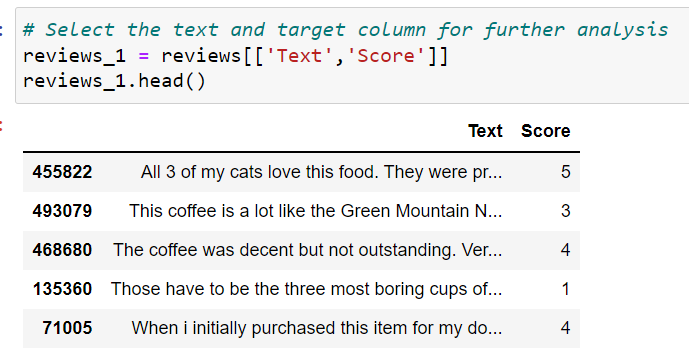 # Select the text and target column for further analysis
reviews_1 = reviews[['Text','Score']]
reviews_1.head()
Text Score
455822 All 3 of my cats love this food. They were pr... 5
493079 This coffee is a lot like the Green Mountain N... 3
468680 The coffee was decent but not outstanding. Ver... 4
135360 Those have to be the three most boring cups of... 1
71005 When i initially purchased this item for my do... 4